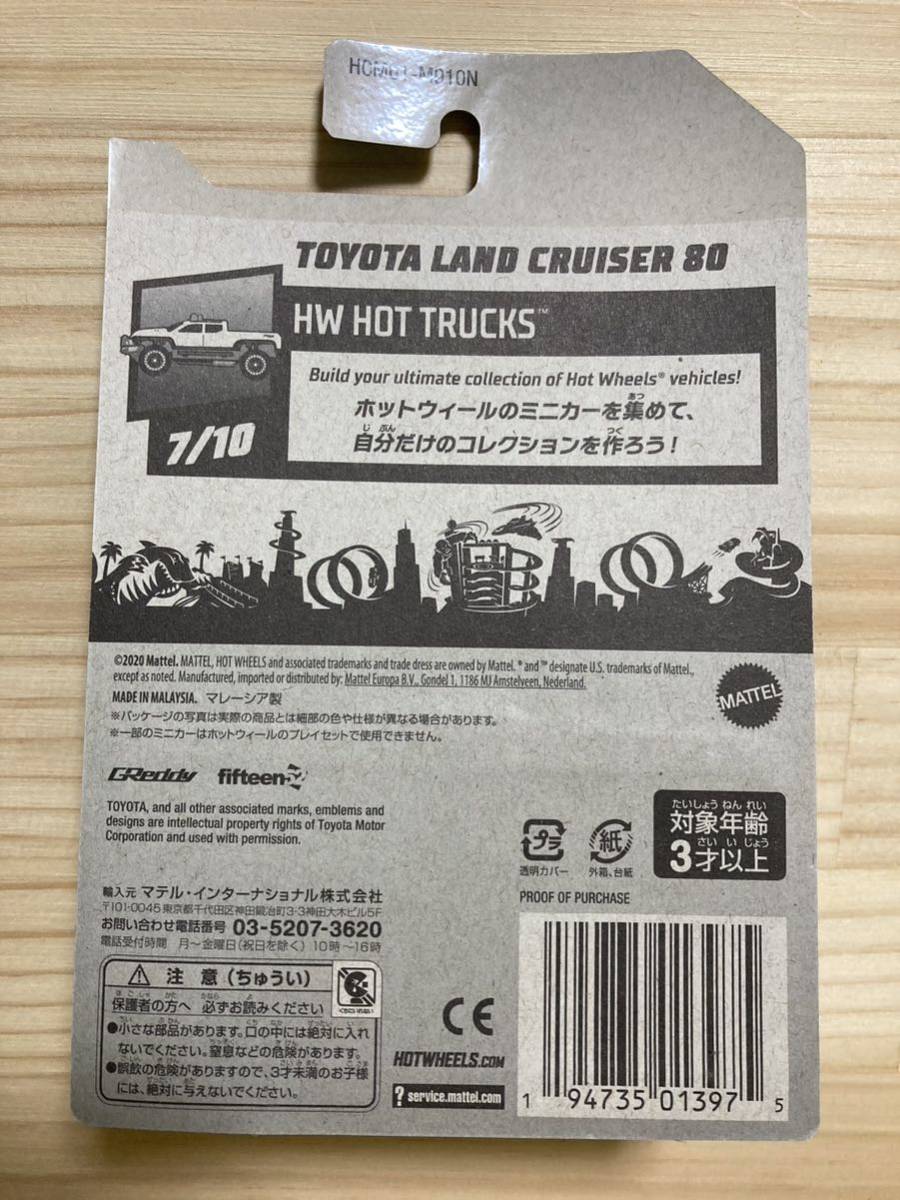 HCM01-M910N
TOYOTA LAND CRUISER 80
HW HOT TRUCKS™
Build your ultimate collection of Hot Wheels® vehicles!
ホットウィールのミニカーを集めて、
自分だけのコレクションを作ろう!
7/10
©2020 Mattel. MATTEL, HOT WHEELS and associated trademarks and trade dress are owned by Mattel. ® and ™ designate U.S. trademarks of Mattel,
except as noted. Manufactured, imported or distributed by: Mattel Europa B.V., Gondel 1, 1186 MJ Amstelveen, Nederland.
MADE IN MALAYSIA. マレーシア製
※パッケージの写真は実際の商品とは細部の色や仕様が異なる場合があります。
※一部のミニカーはホットウィールのプレイセットで使用できません。
MATTEL
GReddy fifteen52
TOYOTA, and all other associated marks, emblems and
designs are intellectual property rights of Toyota Motor
Corporation and used with permission.
プラ 紙
透明カバー 外箱、台紙
たいしょう ねん れい
対象年齢
さい い じょう
3才以上
輸入元 マテル・インターナショナル株式会社
〒101-0045 東京都千代田区神田鍛冶町3-3神田大木ビル5F
お問い合わせ電話番号 03-5207-3620
電話受付時間 月~金曜日(祝日を除く) 10時~16時
⚠ 注 意 (ちゅうい)
保護者の方へ 必ずお読みください
●小さな部品があります。口の中には絶対に入れ
ないでください。窒息などの危険があります。
●誤飲の危険がありますので、3才未満のお子様
には、絶対に与えないでください。
CE
HOTWHEELS.COM
? service.mattel.com
PROOF OF PURCHASE
1 94735 01397 5